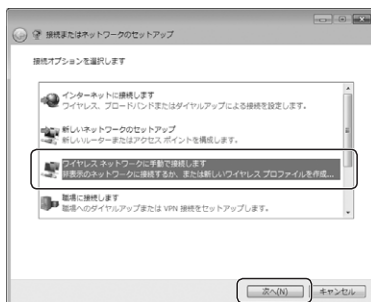 接続またはネットワークのセットアップ
接続オプションを選択します
インターネットに接続します
ワイヤレス、ブロードバンドまたはダイヤルアップによる接続を設定します。
新しいネットワークのセットアップ
新しいルーターまたはアクセス ポイントを構成します。
ワイヤレス ネットワークに手動で接続します
非表示のネットワークに接続するか、または新しいワイヤレス プロファイルを作成...
職場に接続します
職場へのダイヤルアップまたは VPN 接続をセットアップします。
次へ(N) キャンセル